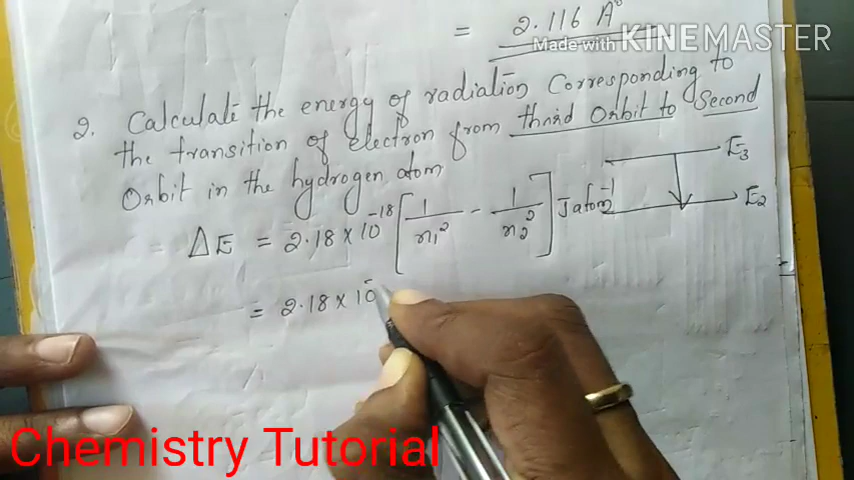 = 2.116 A°
Made with KINEMASTER
2. Calculate the energy of radiation Corresponding to
the transition of electron from third Orbit to Second
Orbit in the hydrogen atom
E3
E2
ΔE = 2.18 × 10^-18 [1/n1² - 1/n2²] J atom^-1
= 2.18 × 10^-
Chemistry Tutorial